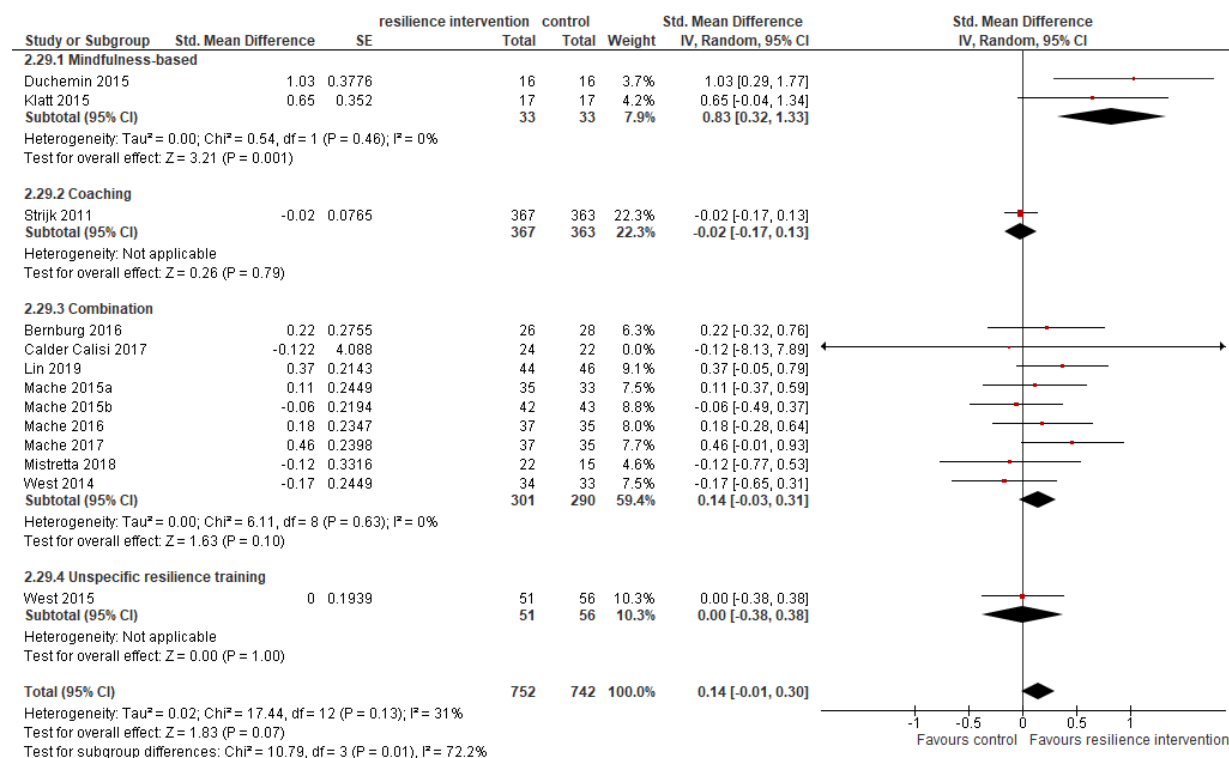 resilience intervention control Std. Mean Difference Std. Mean Difference
Study or Subgroup Std. Mean Difference SE Total Total Weight IV, Random, 95% CI IV, Random, 95% CI
2.29.1 Mindfulness-based
Duchemin 2015 1.03 0.3776 16 16 3.7% 1.03 [0.29, 1.77]
Klatt 2015 0.65 0.352 17 17 4.2% 0.65 [-0.04, 1.34]
Subtotal (95% CI) 33 33 7.9% 0.83 [0.32, 1.33]
Heterogeneity: Tau² = 0.00; Chi² = 0.54, df = 1 (P = 0.46); I² = 0%
Test for overall effect: Z = 3.21 (P = 0.001)
2.29.2 Coaching
Strijk 2011 -0.02 0.0765 367 363 22.3% -0.02 [-0.17, 0.13]
Subtotal (95% CI) 367 363 22.3% -0.02 [-0.17, 0.13]
Heterogeneity: Not applicable
Test for overall effect: Z = 0.26 (P = 0.79)
2.29.3 Combination
Bernburg 2016 0.22 0.2755 26 28 6.3% 0.22 [-0.32, 0.76]
Calder Calisi 2017 -0.122 4.088 24 22 0.0% -0.12 [-8.13, 7.89]
Lin 2019 0.37 0.2143 44 46 9.1% 0.37 [-0.05, 0.79]
Mache 2015a 0.11 0.2449 35 33 7.5% 0.11 [-0.37, 0.59]
Mache 2015b -0.06 0.2194 42 43 8.8% -0.06 [-0.49, 0.37]
Mache 2016 0.18 0.2347 37 35 8.0% 0.18 [-0.28, 0.64]
Mache 2017 0.46 0.2398 37 35 7.7% 0.46 [-0.01, 0.93]
Mistretta 2018 -0.12 0.3316 22 15 4.6% -0.12 [-0.77, 0.53]
West 2014 -0.17 0.2449 34 33 7.5% -0.17 [-0.65, 0.31]
Subtotal (95% CI) 301 290 59.4% 0.14 [-0.03, 0.31]
Heterogeneity: Tau² = 0.00; Chi² = 6.11, df = 8 (P = 0.63); I² = 0%
Test for overall effect: Z = 1.63 (P = 0.10)
2.29.4 Unspecific resilience training
West 2015 0 0.1939 51 56 10.3% 0.00 [-0.38, 0.38]
Subtotal (95% CI) 51 56 10.3% 0.00 [-0.38, 0.38]
Heterogeneity: Not applicable
Test for overall effect: Z = 0.00 (P = 1.00)
Total (95% CI) 752 742 100.0% 0.14 [-0.01, 0.30]
Heterogeneity: Tau² = 0.02; Chi² = 17.44, df = 12 (P = 0.13); I² = 31%
Test for overall effect: Z = 1.83 (P = 0.07)
Test for subgroup differences: Chi² = 10.79, df = 3 (P = 0.01), I² = 72.2%
-1 -0.5 0 0.5 1
Favours control Favours resilience intervention